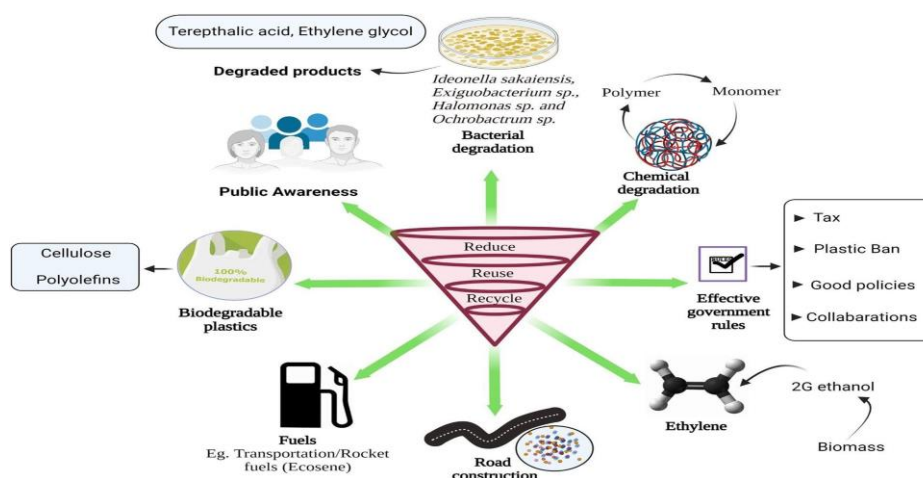 Terepthalic acid, Ethylene glycol
Degraded products
Ideonella sakaiensis,
Exiguobacterium sp.,
Halomonas sp. and
Ochrobactrum sp.
Bacterial
degradation
Polymer
Monomer
Chemical
degradation
Public Awareness
Reduce
Reuse
Recycle
Cellulose
Polyolefins
100%
Biodegradable
Biodegradable
plastics
Effective
government
rules
► Tax
► Plastic Ban
► Good policies
► Collabarations
Fuels
Eg. Transportation/Rocket
fuels (Ecosene)
Road
construction
Ethylene
2G ethanol
Biomass